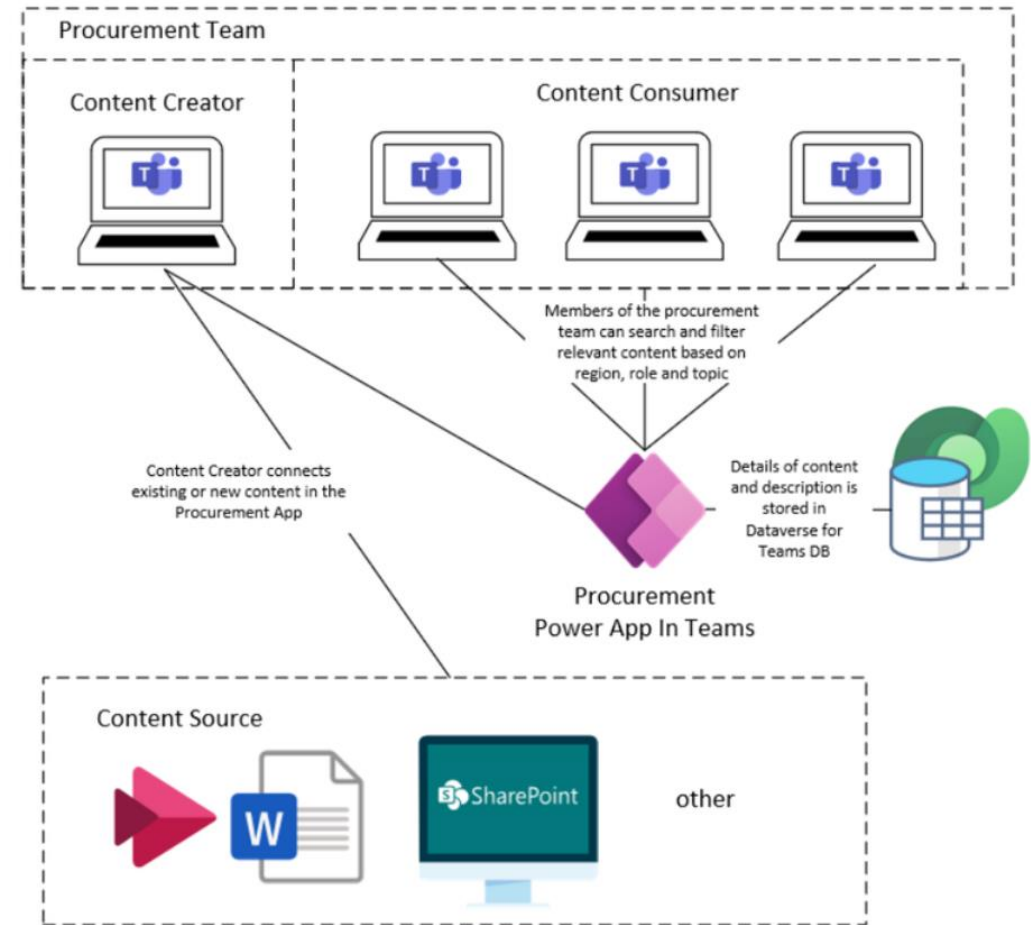 Procurement Team
Content Creator
Content Consumer
T
T
T
T
Members of the procurement
team can search and filter
relevant content based on
region, role and topic
Content Creator connects
existing or new content in the
Procurement App
Details of content
and description is
stored in
Dataverse for
Teams DB
Procurement
Power App In Teams
Content Source
W
S SharePoint
other